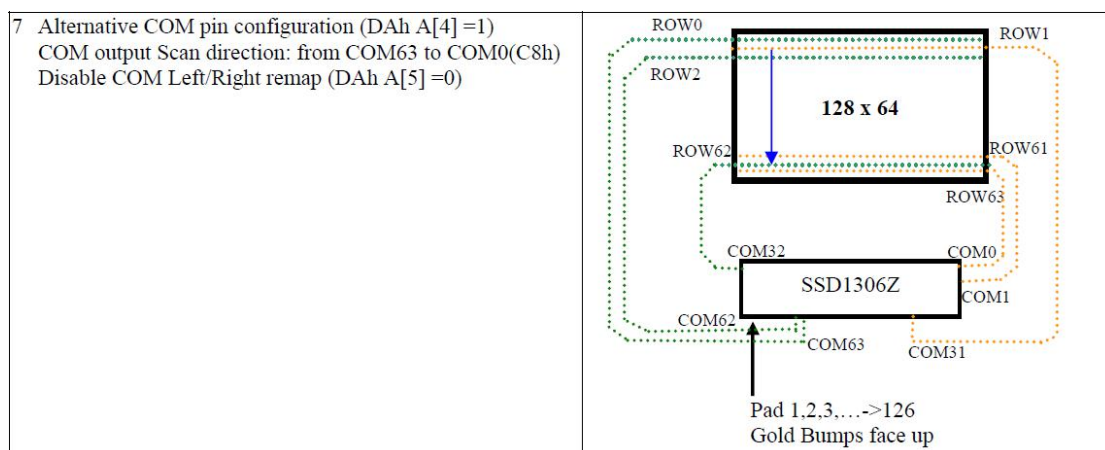 7 Alternative COM pin configuration (DAh A[4] =1)
COM output Scan direction: from COM63 to COM0(C8h)
Disable COM Left/Right remap (DAh A[5] =0)
ROW0
ROW1
ROW2
128 x 64
ROW62
ROW61
ROW63
COM32
COM0
SSD1306Z
COM1
COM62
COM63
COM31
Pad 1,2,3,…->126
Gold Bumps face up